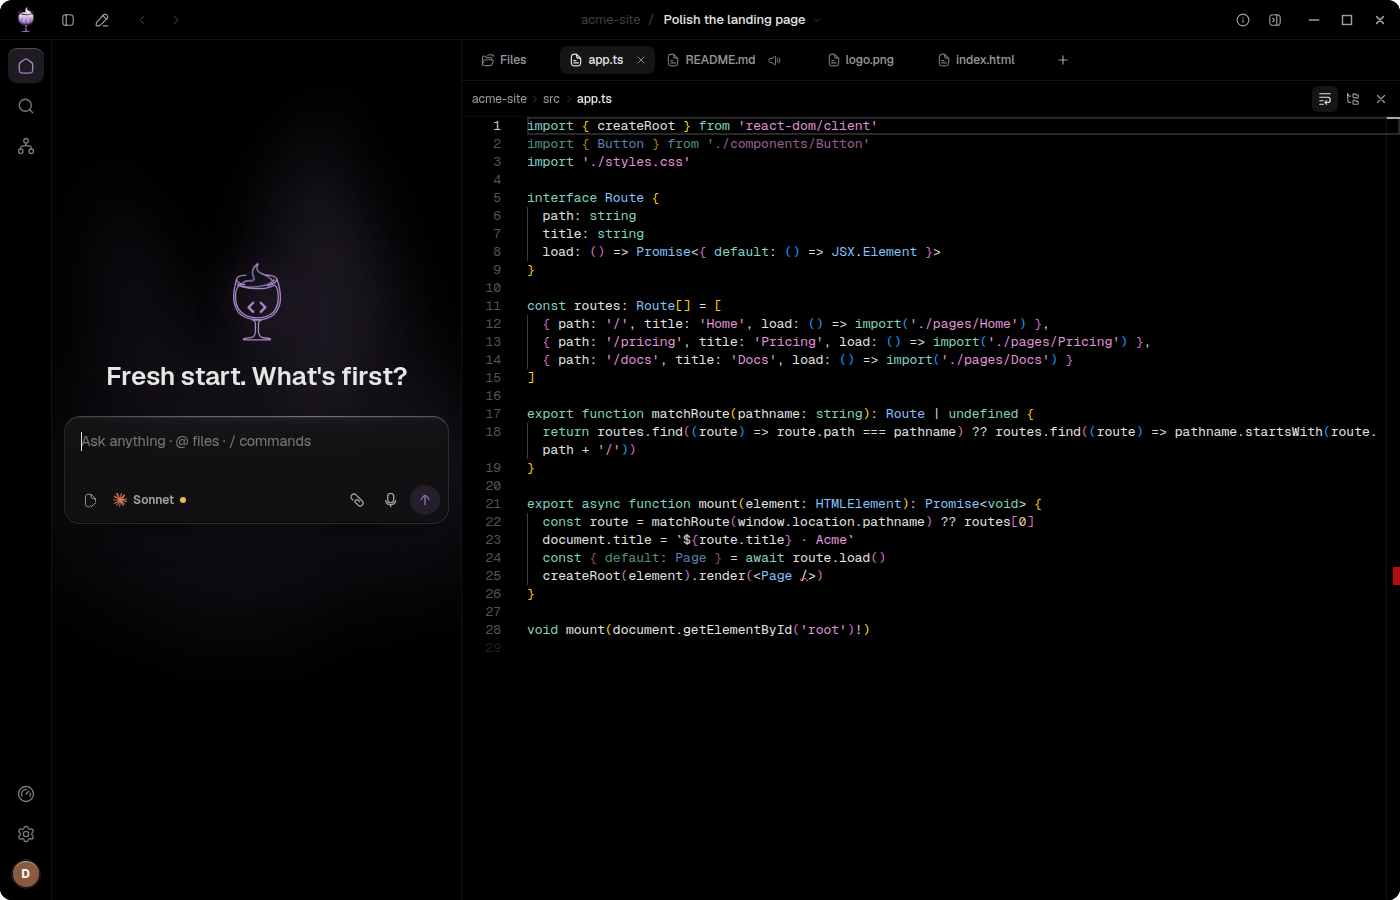 acme-site / Polish the landing page
Files app.ts README.md logo.png index.html
acme-site src app.ts
1 import { createRoot } from 'react-dom/client'
2 import { Button } from './components/Button'
3 import './styles.css'
4
5 interface Route {
6 path: string
7 title: string
8 load: () => Promise<{ default: () => JSX.Element }>
9 }
10
11 const routes: Route[] = [
12 { path: '/', title: 'Home', load: () => import('./pages/Home') },
13 { path: '/pricing', title: 'Pricing', load: () => import('./pages/Pricing') },
14 { path: '/docs', title: 'Docs', load: () => import('./pages/Docs') }
15 ]
16
17 export function matchRoute(pathname: string): Route | undefined {
18 return routes.find((route) => route.path === pathname) ?? routes.find((route) => pathname.startsWith(route.
path + '/'))
19 }
20
21 export async function mount(element: HTMLElement): Promise<void> {
22 const route = matchRoute(window.location.pathname) ?? routes[0]
23 document.title = `${route.title} · Acme`
24 const { default: Page } = await route.load()
25 createRoot(element).render(<Page />)
26 }
27
28 void mount(document.getElementById('root')!)
29
Fresh start. What's first?
Ask anything · @ files · / commands
Sonnet
D